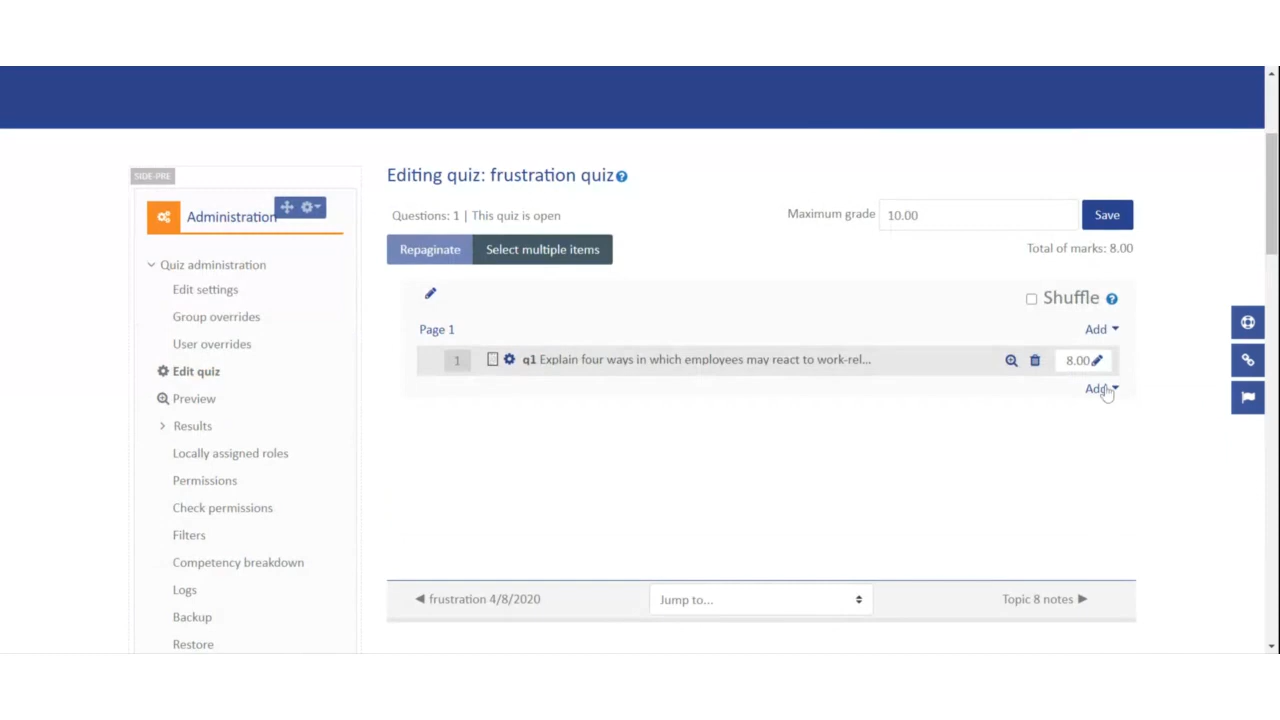 SIDE-PRE
Administration
Quiz administration
Edit settings
Group overrides
User overrides
Edit quiz
Preview
Results
Locally assigned roles
Permissions
Check permissions
Filters
Competency breakdown
Logs
Backup
Restore
Editing quiz: frustration quiz
Questions: 1 | This quiz is open
Maximum grade 10.00 Save
Repaginate Select multiple items
Total of marks: 8.00
Shuffle
Page 1 Add
1 q1 Explain four ways in which employees may react to work-rel... 8.00
Add
◀ frustration 4/8/2020 Jump to... Topic 8 notes ▶